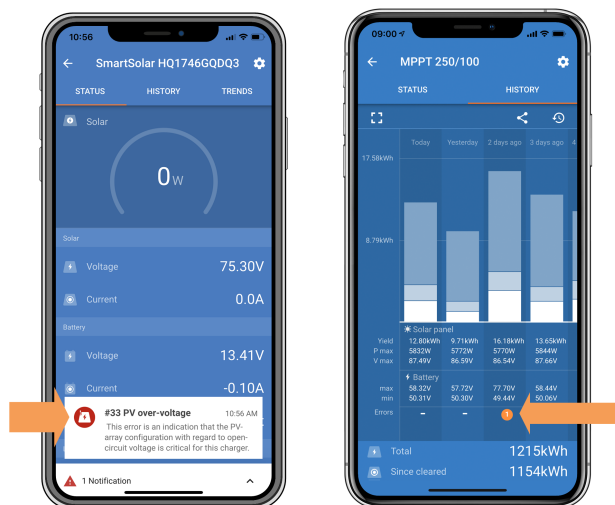 10:56
SmartSolar HQ1746GQDQ3
STATUS HISTORY TRENDS
Solar
0W
Solar
Voltage 75.30V
Current 0.0A
Battery
Voltage 13.41V
Current -0.10A
#33 PV over-voltage 10:56 AM
This error is an indication that the PV-
array configuration with regard to open-
circuit voltage is critical for this charger.
1 Notification
09:00
MPPT 250/100
STATUS HISTORY
Today Yesterday 2 days ago 3 days ago 4
17.58kWh
8.79kWh
Solar panel
Yield 12.80kWh 9.71kWh 16.18kWh 13.65kWh
P max 5832W 5772W 5770W 5844W
V max 87.49V 86.59V 86.54V 87.66V
Battery
max 58.32V 57.72V 77.70V 58.44V
min 50.31V 50.30V 49.44V 50.06V
Errors - - 1
Total 1215kWh
Since cleared 1154kWh